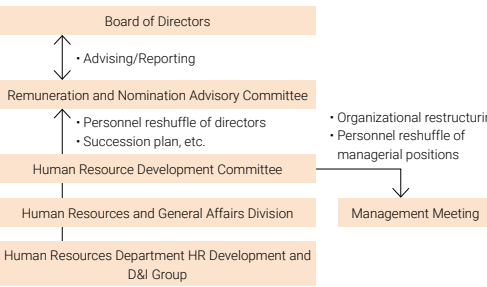 Board of Directors
• Advising/Reporting
Remuneration and Nomination Advisory Committee
• Personnel reshuffle of directors
• Succession plan, etc.
• Organizational
• Personnel reshuffle of
managerial positions
Human Resource Development Committee
Human Resources and General Affairs Division
Management Meeting
Human Resources Department HR Development and
D&I Group